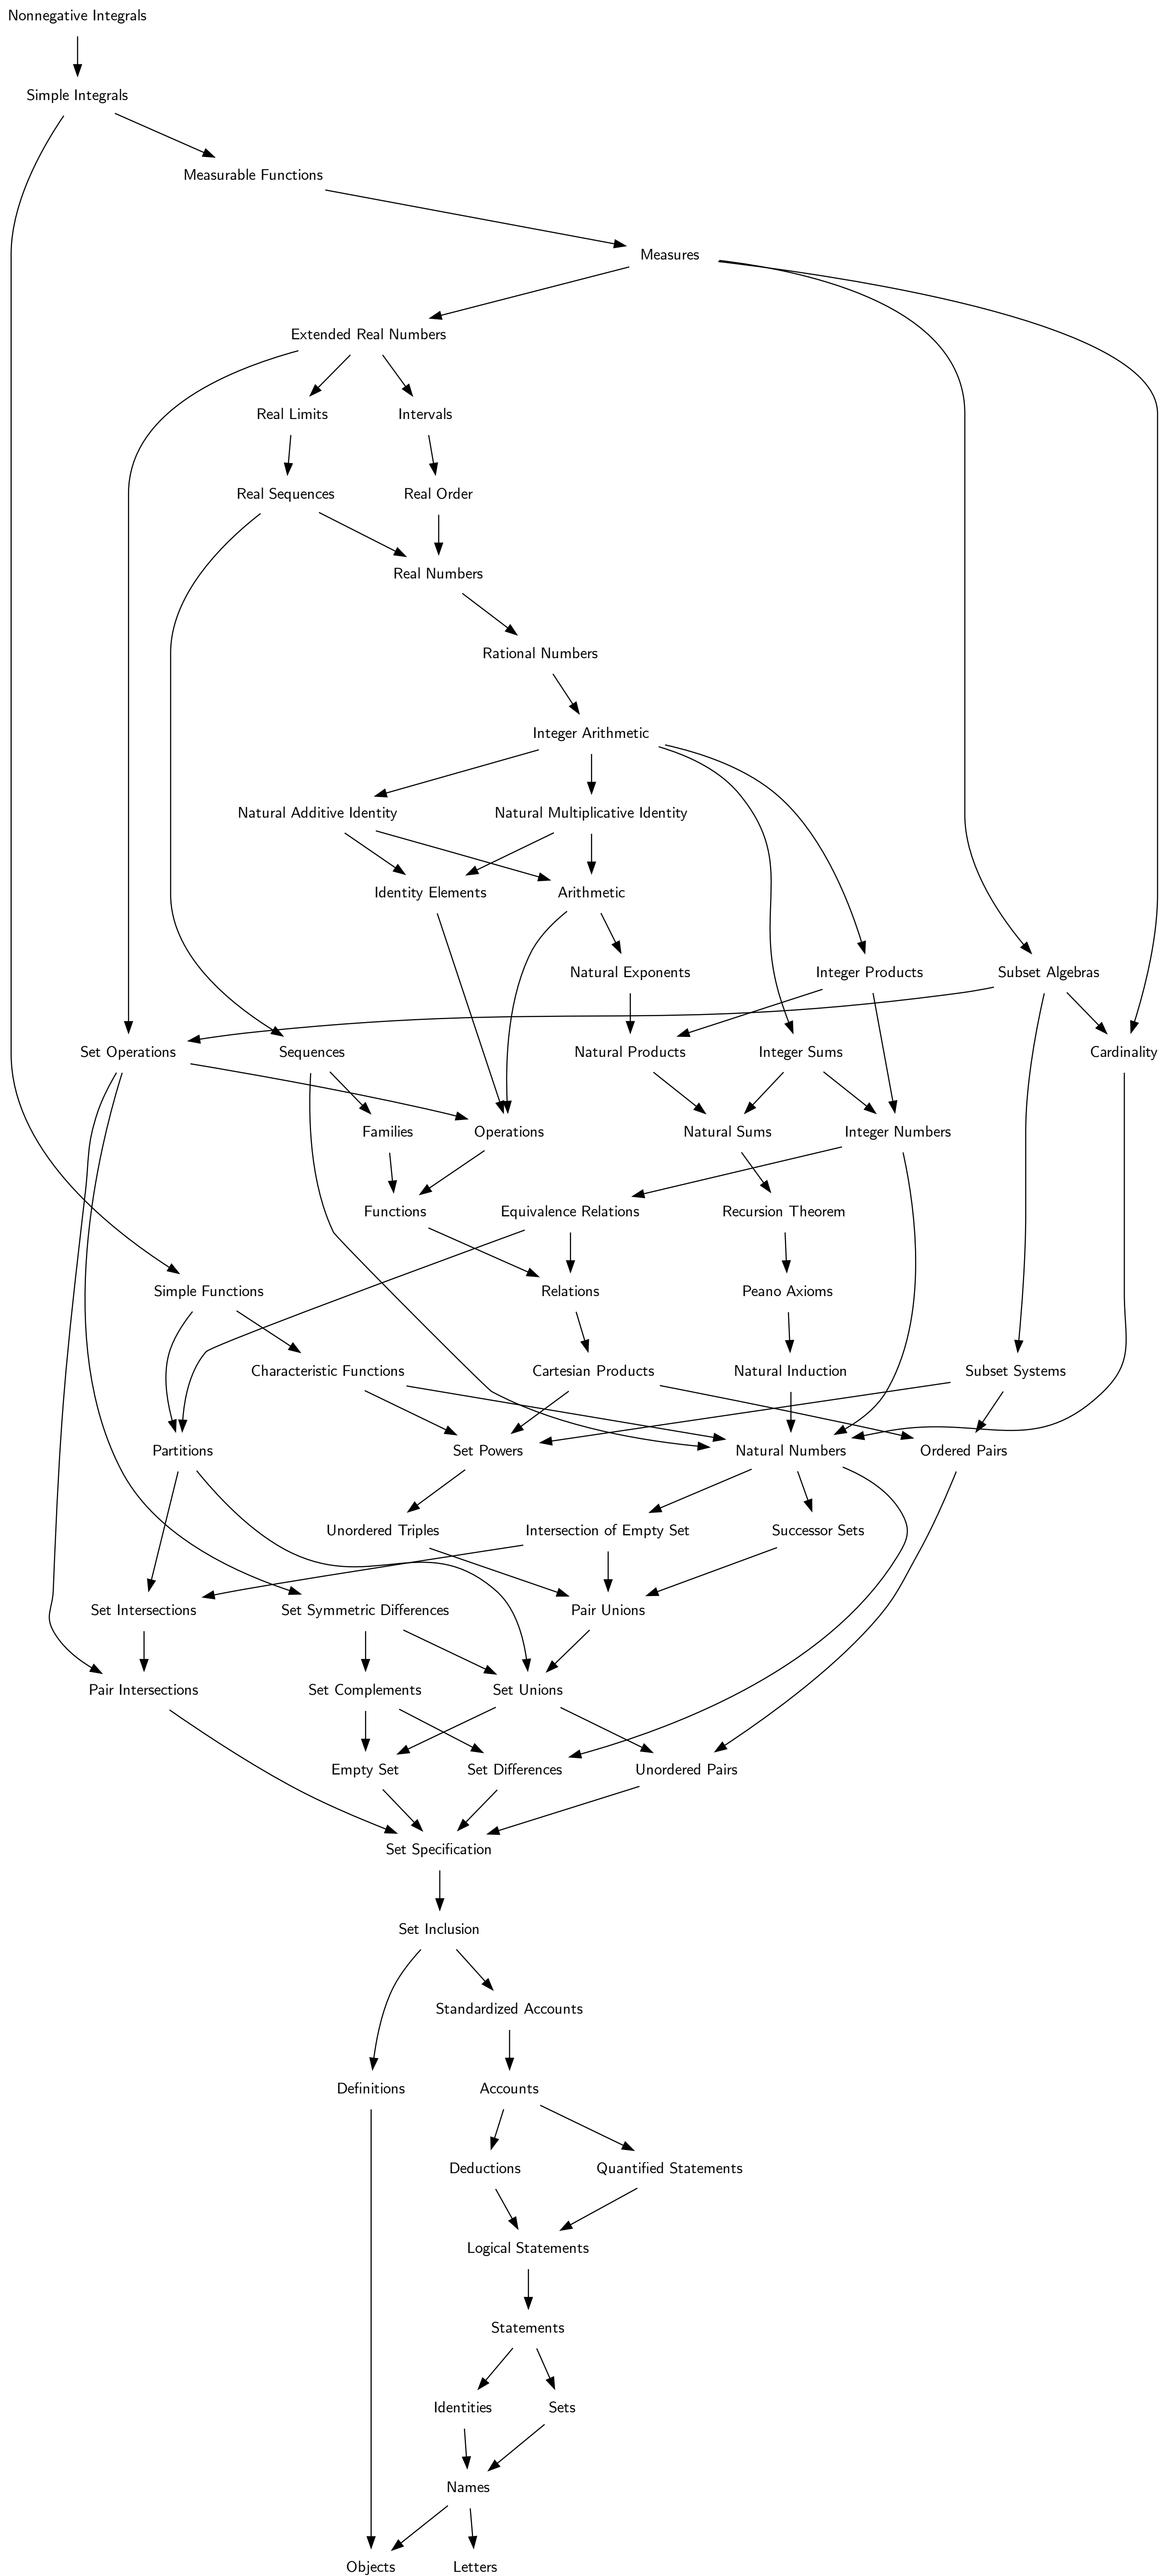 Nonnegative Integrals
Simple Integrals
Measurable Functions
Measures
Extended Real Numbers
Real Limits
Intervals
Real Sequences
Real Order
Real Numbers
Rational Numbers
Integer Arithmetic
Natural Additive Identity
Natural Multiplicative Identity
Identity Elements
Arithmetic
Natural Exponents
Integer Products
Subset Algebras
Set Operations
Sequences
Natural Products
Integer Sums
Cardinality
Families
Operations
Natural Sums
Integer Numbers
Functions
Equivalence Relations
Recursion Theorem
Simple Functions
Relations
Peano Axioms
Characteristic Functions
Cartesian Products
Natural Induction
Subset Systems
Partitions
Set Powers
Natural Numbers
Ordered Pairs
Unordered Triples
Intersection of Empty Set
Successor Sets
Set Intersections
Set Symmetric Differences
Pair Unions
Pair Intersections
Set Complements
Set Unions
Empty Set
Set Differences
Unordered Pairs
Set Specification
Set Inclusion
Standardized Accounts
Definitions
Accounts
Deductions
Quantified Statements
Logical Statements
Statements
Identities
Sets
Names
Objects
Letters